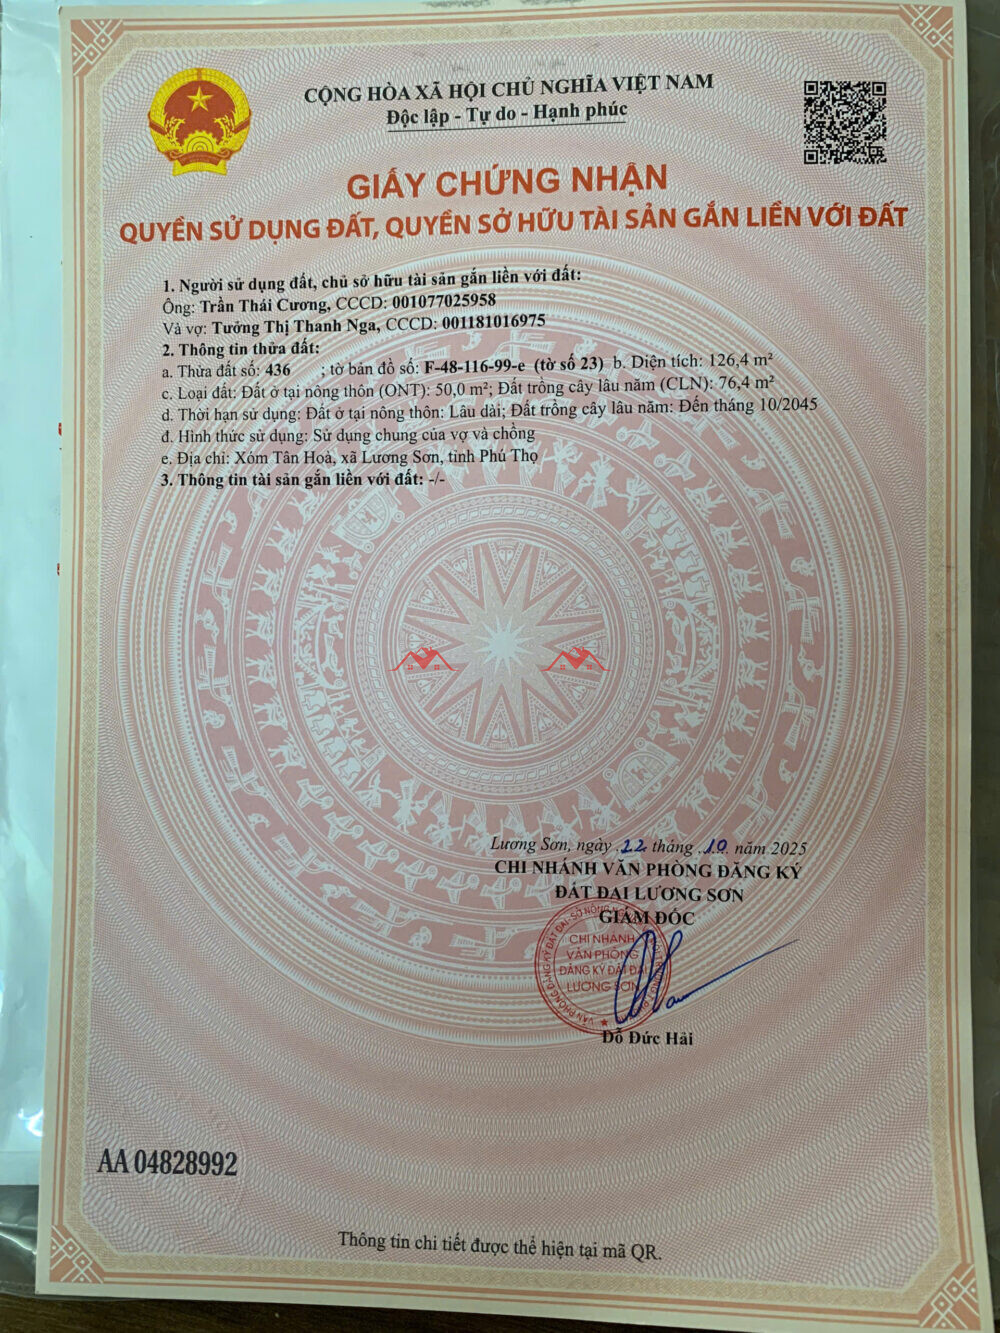 CỘNG HÒA XÃ HỘI CHỦ NGHĨA VIỆT NAM
Độc lập - Tự do - Hạnh phúc
GIẤY CHỨNG NHẬN
QUYỀN SỬ DỤNG ĐẤT, QUYỀN SỞ HỮU TÀI SẢN GẮN LIỀN VỚI ĐẤT
1. Người sử dụng đất, chủ sở hữu tài sản gắn liền với đất:
Ông: Trần Thái Cương, CCCD: 001077025958
Và vợ: Tưởng Thị Thanh Nga, CCCD: 001181016975
2. Thông tin thửa đất:
a. Thửa đất số: 436 ; tờ bản đồ số: F-48-116-99-e (tờ số 23) b. Diện tích: 126,4 m²
c. Loại đất: Đất ở tại nông thôn (ONT): 50,0 m²; Đất trồng cây lâu năm (CLN): 76,4 m²
d. Thời hạn sử dụng: Đất ở tại nông thôn: Lâu dài; Đất trồng cây lâu năm: Đến tháng 10/2045
đ. Hình thức sử dụng: Sử dụng chung của vợ và chồng
e. Địa chỉ: Xóm Tân Hoà, xã Lương Sơn, tỉnh Phú Thọ
3. Thông tin tài sản gắn liền với đất: -/-
Lương Sơn, ngày 22 tháng 10 năm 2025
CHI NHÁNH VĂN PHÒNG ĐĂNG KÝ
ĐẤT ĐAI LƯƠNG SƠN
GIÁM ĐỐC
CHI NHÁNH
VĂN PHÒNG
ĐĂNG KÝ ĐẤT ĐAI
LƯƠNG SƠN
Đỗ Đức Hải
AA 04828992
Thông tin chi tiết được thể hiện tại mã QR.